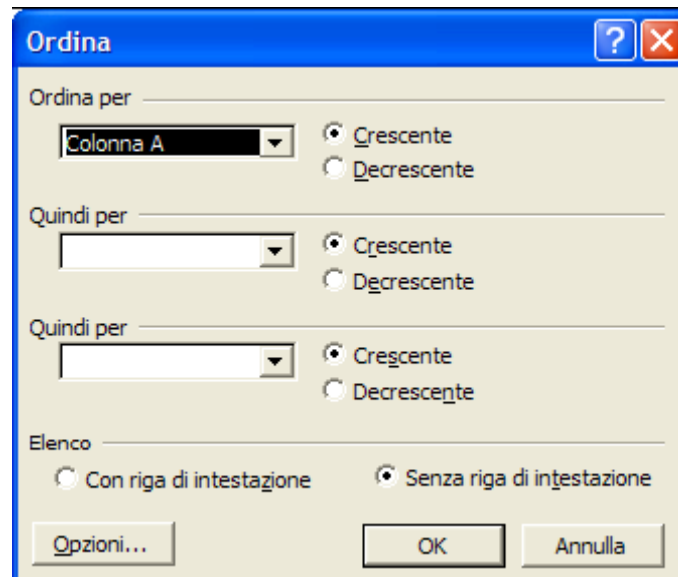 Ordina
Ordina per
Colonna A
Crescente
Decrescente
Quindi per
Crescente
Decrescente
Quindi per
Crescente
Decrescente
Elenco
Con riga di intestazione Senza riga di intestazione
Opzioni... OK Annulla